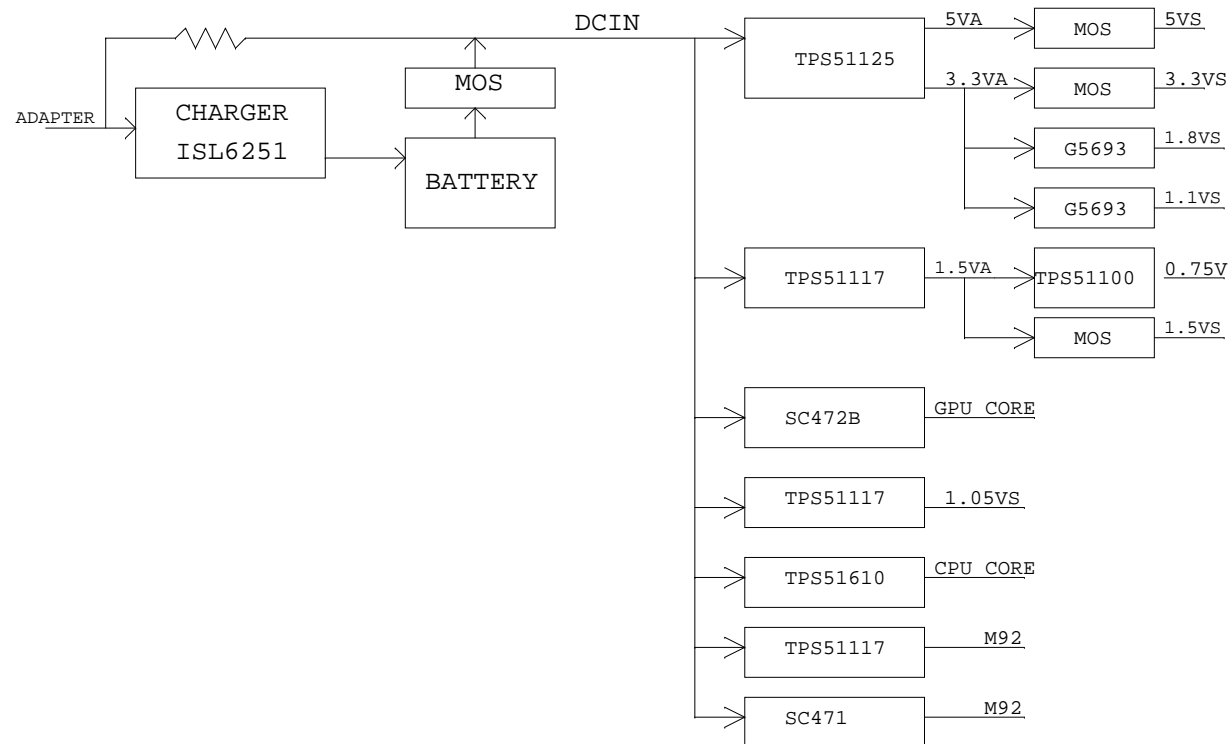 DCIN
ADAPTER
CHARGER
ISL6251
MOS
BATTERY
TPS51125
5VA
MOS
5VS
3.3VA
MOS
3.3VS
G5693
1.8VS
G5693
1.1VS
TPS51117
1.5VA
TPS51100
0.75V
MOS
1.5VS
SC472B
GPU CORE
TPS51117
1.05VS
TPS51610
CPU CORE
TPS51117
M92
SC471
M92